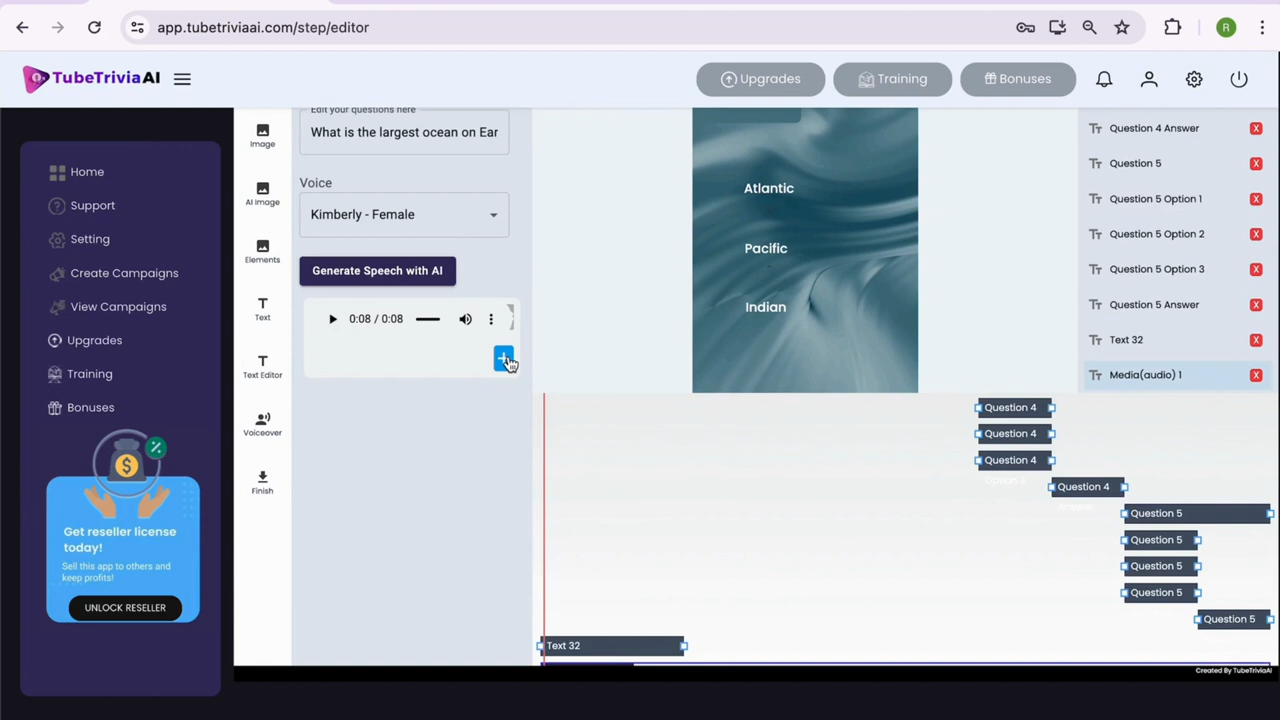 app.tubetriviaai.com/step/editor
R
TubeTriviaAI
Upgrades
Training
Bonuses
Home
Support
Setting
Create Campaigns
View Campaigns
Upgrades
Training
Bonuses
Get reseller license
today!
Sell this app to others and
keep profits!
UNLOCK RESELLER
Image
AI Image
Elements
Text
Text Editor
Voiceover
Finish
Edit your questions here
What is the largest ocean on Ear
Voice
Kimberly - Female
Generate Speech with AI
0:08 / 0:08
Atlantic
Pacific
Indian
Question 4 Answer
Question 5
Question 5 Option 1
Question 5 Option 2
Question 5 Option 3
Question 5 Answer
Text 32
Media(audio) 1
Question 4
Question 4
Question 4
Question 4
Question 5
Question 5
Question 5
Question 5
Question 5
Text 32
Created By TubeTriviaAI